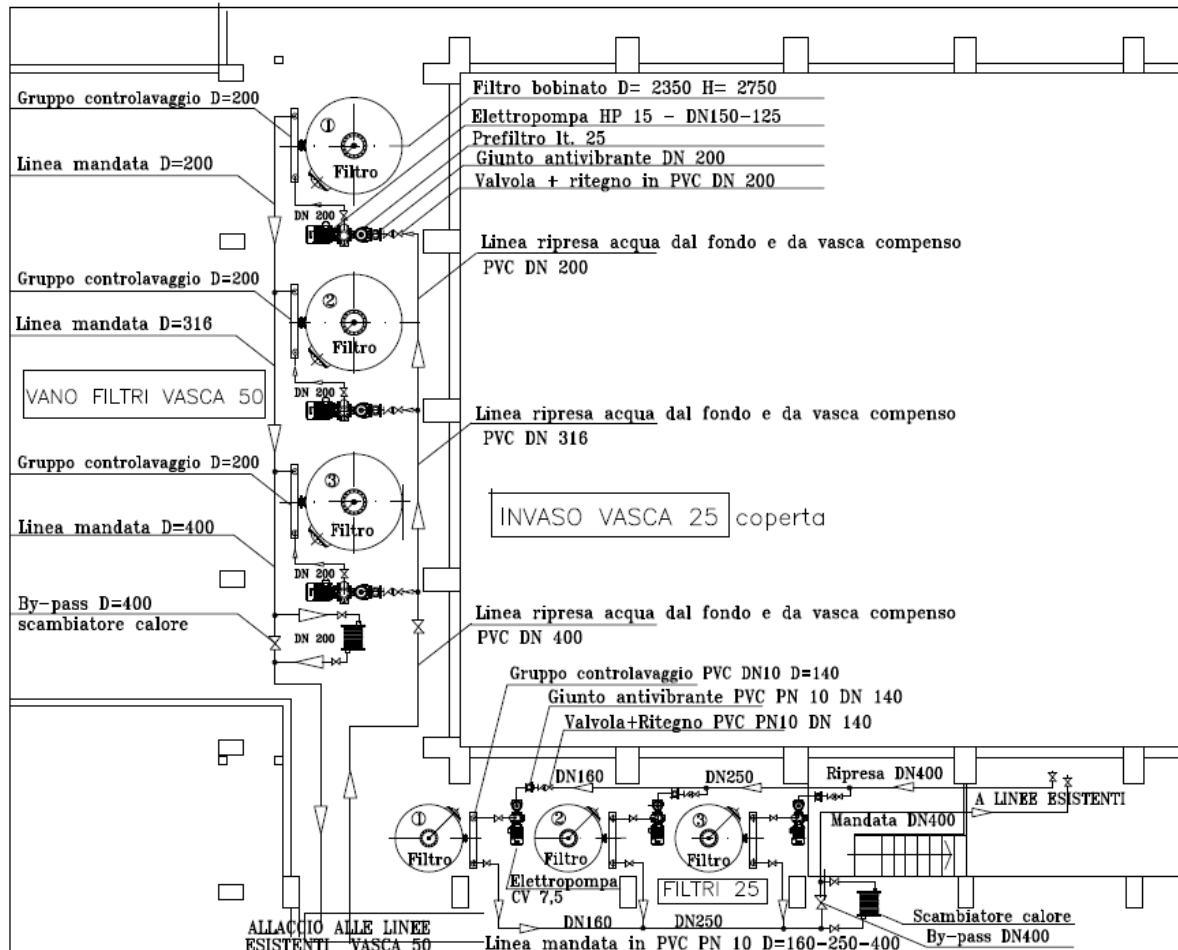 Gruppo controlavaggio D=200
Linea mandata D=200
①
Filtro
DN 200
Filtro bobinato D= 2350 H= 2750
Elettropompa HP 15 - DN150-125
Prefiltro lt. 25
Giunto antivibrante DN 200
Valvola + ritegno in PVC DN 200
Linea ripresa acqua dal fondo e da vasca compenso
PVC DN 200
Gruppo controlavaggio D=200
Linea mandata D=316
②
Filtro
DN 200
VANO FILTRI VASCA 50
Linea ripresa acqua dal fondo e da vasca compenso
PVC DN 316
Gruppo controlavaggio D=200
Linea mandata D=400
③
Filtro
DN 200
INVASO VASCA 25 coperta
By-pass D=400
scambiatore calore
DN 200
Linea ripresa acqua dal fondo e da vasca compenso
PVC DN 400
Gruppo controlavaggio PVC DN10 D=140
Giunto antivibrante PVC PN 10 DN 140
Valvola+Ritegno PVC PN10 DN 140
DN160
DN250
Ripresa DN400
A LINEE ESISTENTI
Mandata DN400
①
Filtro
②
Filtro
③
Filtro
Elettropompa
CV 7,5
FILTRI 25
Scambiatore calore
By-pass DN400
DN160
DN250
ALLACCIO ALLE LINEE
ESISTENTI VASCA 50
Linea mandata in PVC PN 10 D=160-250-400